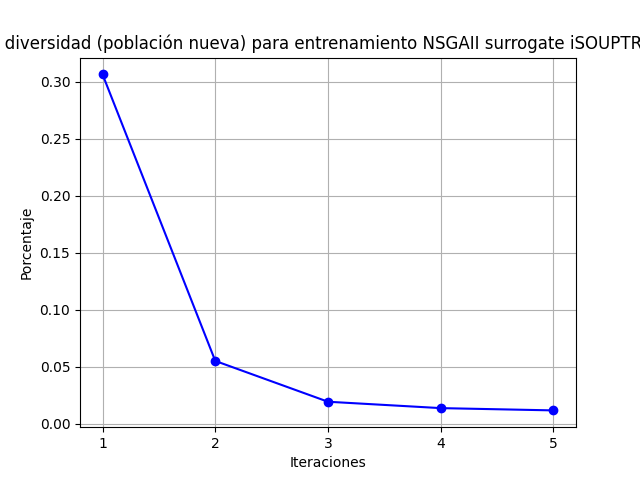 diversidad (población nueva) para entrenamiento NSGAII surrogate iSOUPTR
0.30
0.25
0.20
0.15
0.10
0.05
0.00
Porcentaje
1 2 3 4 5
Iteraciones